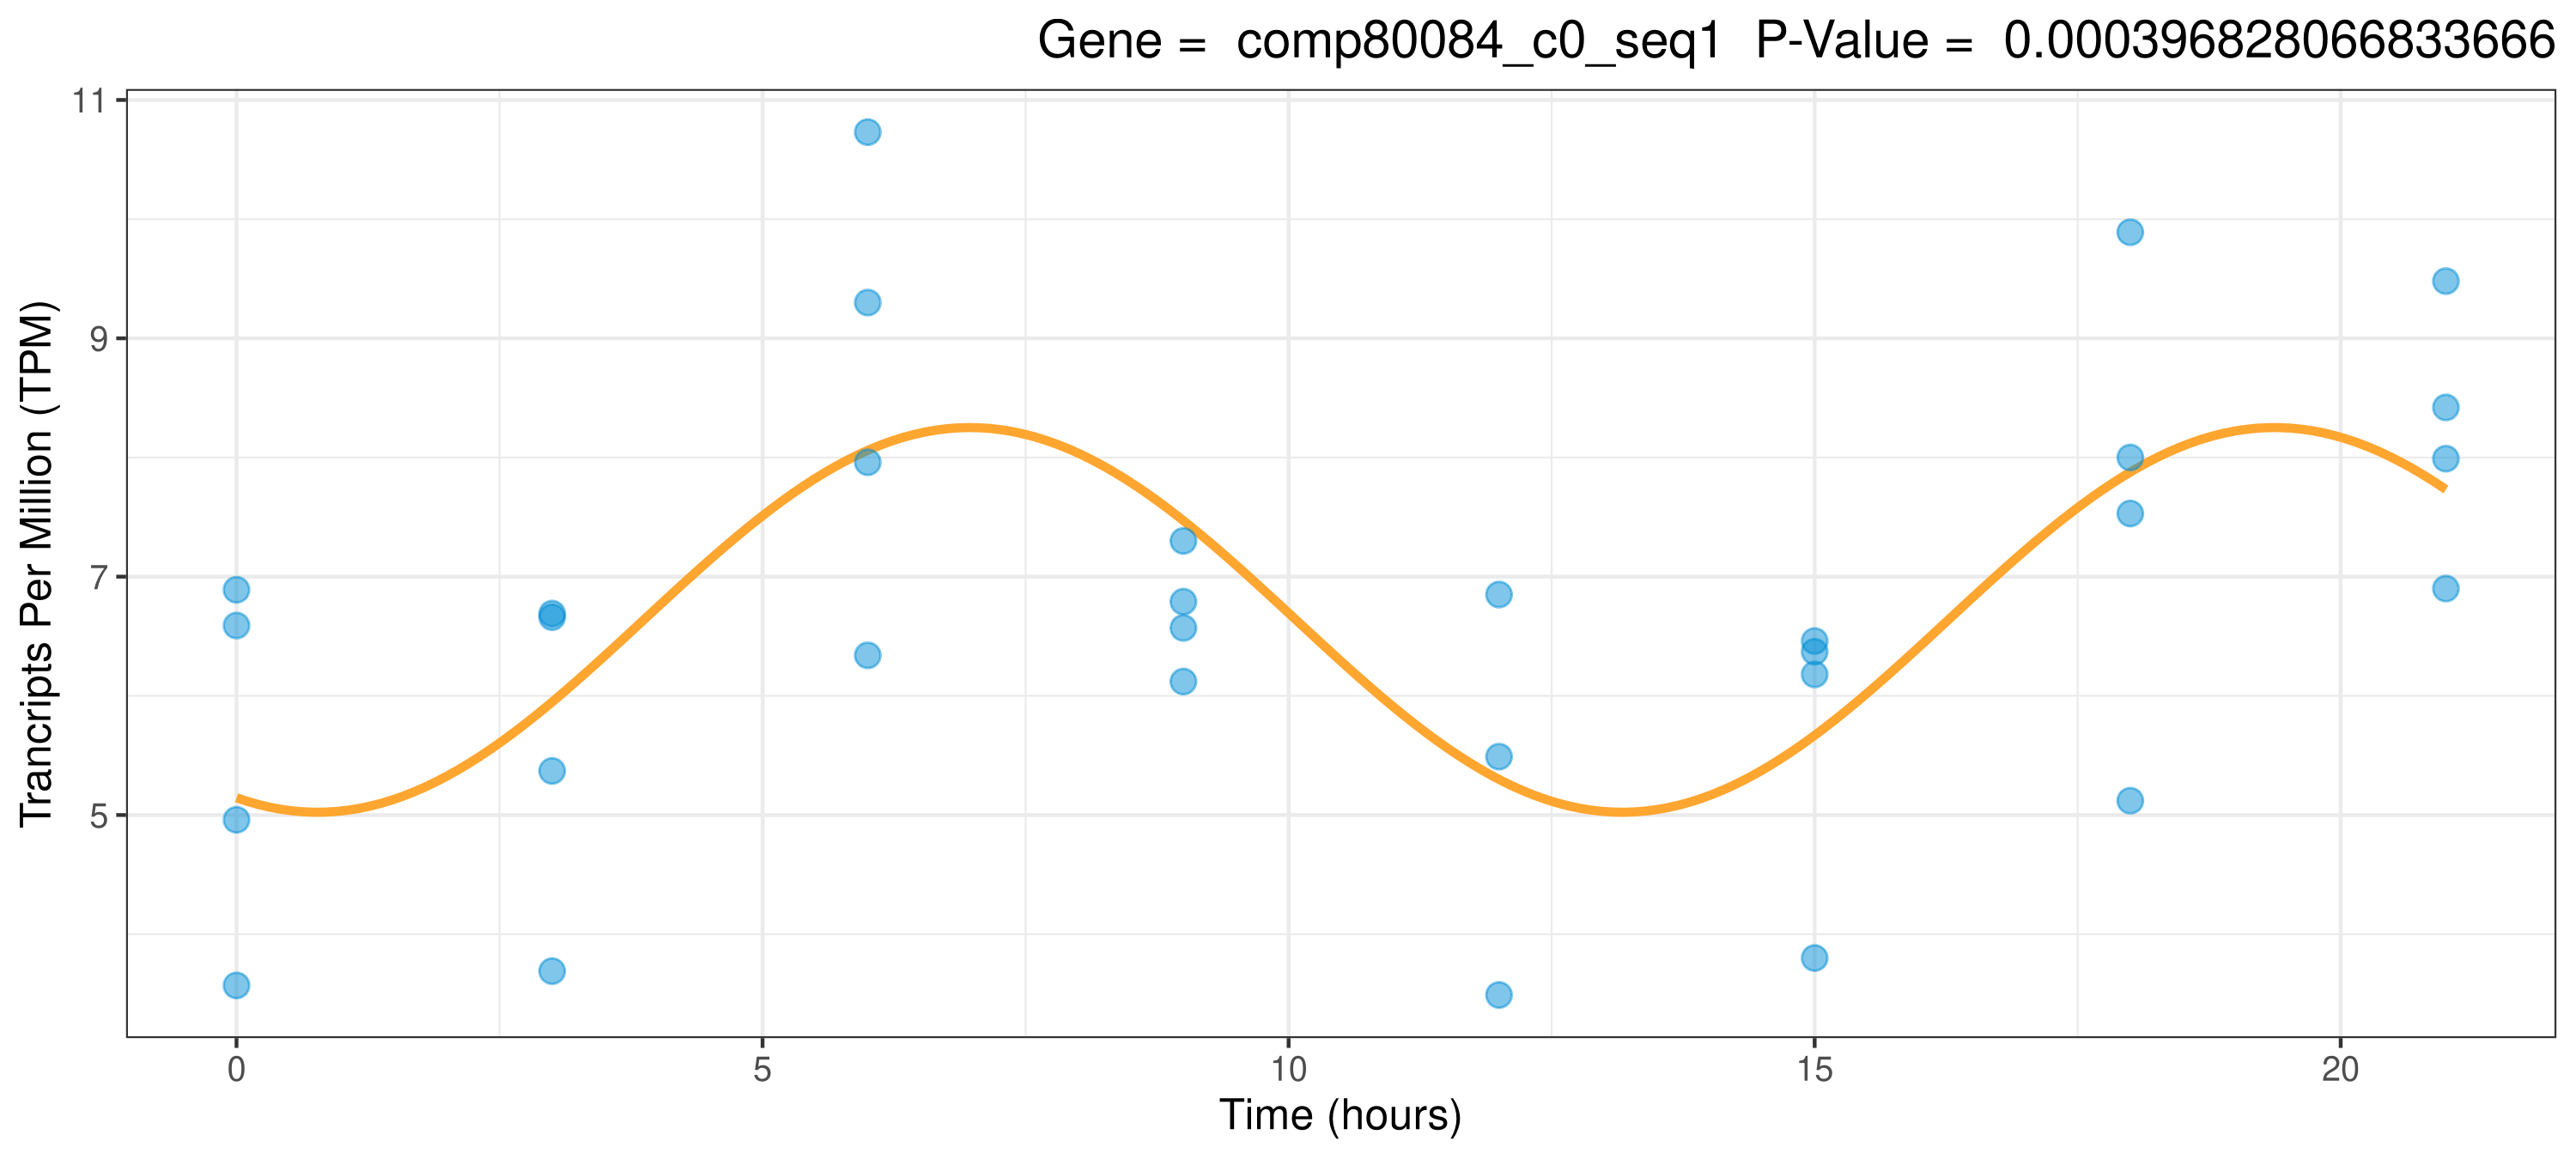 Gene =  comp80084_c0_seq1  P-Value =  0.000396828066833666
Trancripts Per Million (TPM)
11
9
7
5
0 5 10 15 20
Time (hours)